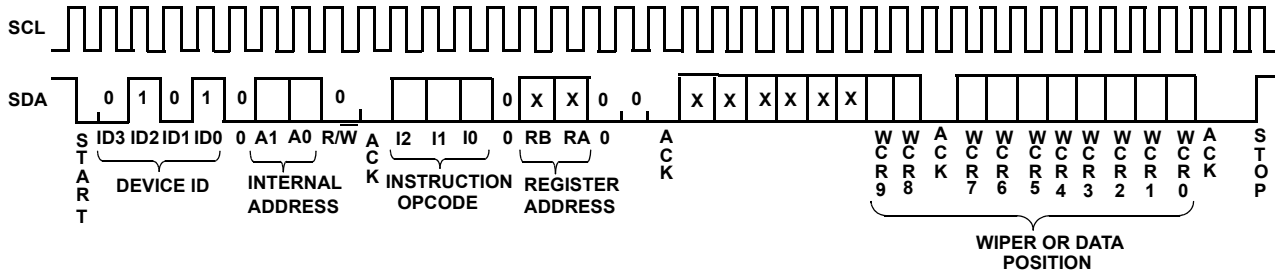 SCL
SDA
0 1 0 1 0 0 0 X X 0 0 X X X X X X
START
ID3 ID2 ID1 ID0 0 A1 A0 R/W ACK I2 I1 I0 0 RB RA 0 ACK WCR9 WCR8 ACK WCR7 WCR6 WCR5 WCR4 WCR3 WCR2 WCR1 WCR0 ACK STOP
DEVICE ID
INTERNAL
ADDRESS
INSTRUCTION
OPCODE
REGISTER
ADDRESS
WIPER OR DATA
POSITION